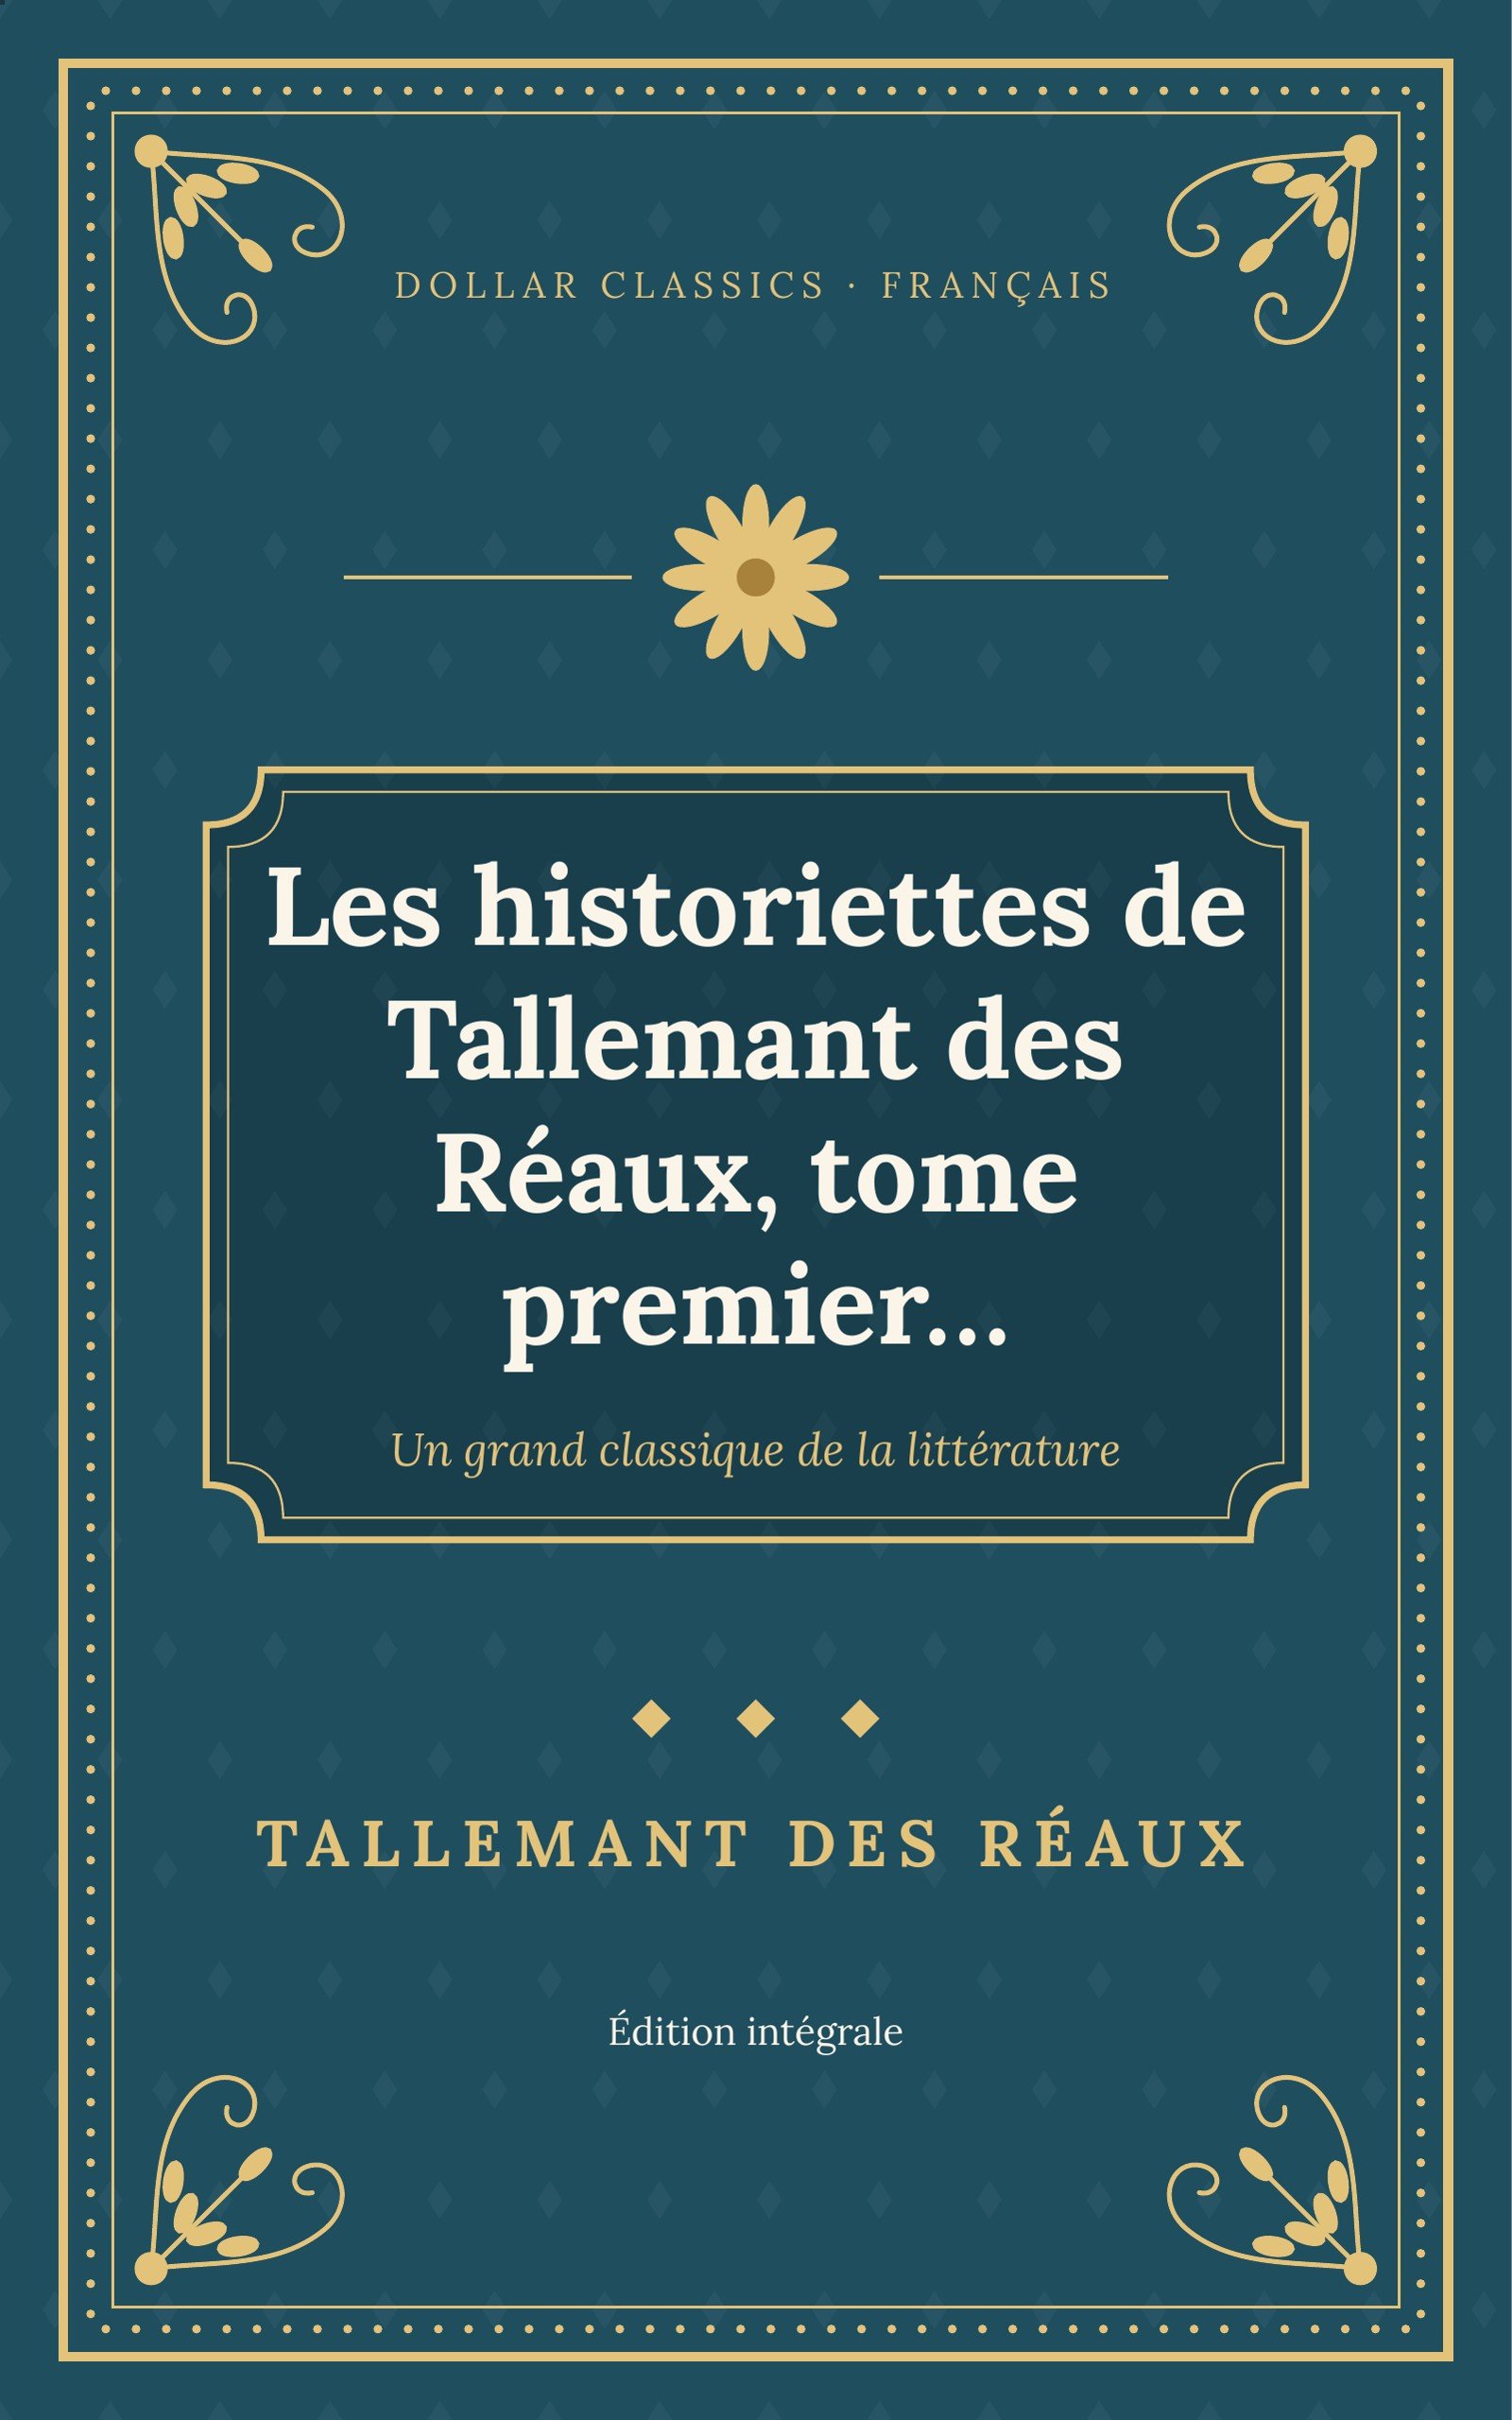 DOLLAR CLASSICS · FRANÇAIS
Les historiettes de
Tallemant des
Réaux, tome
premier...
Un grand classique de la littérature
TALLEMANT DES RÉAUX
Édition intégrale